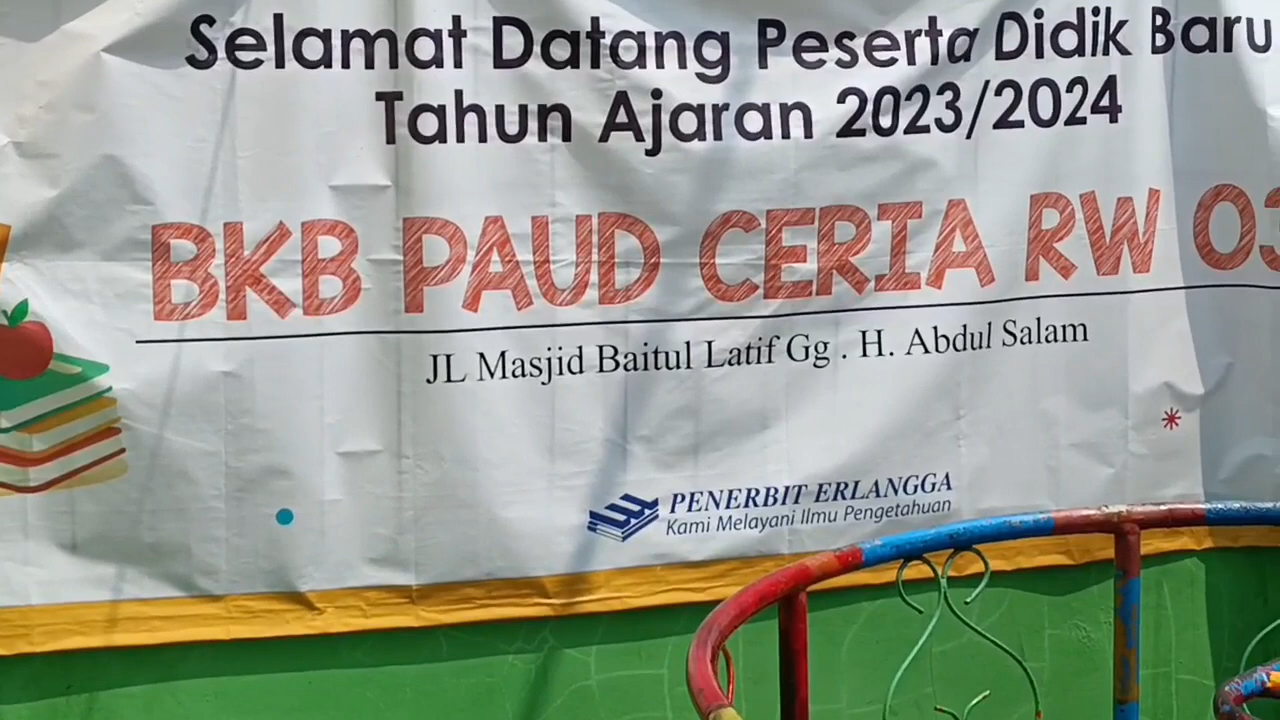 Selamat Datang Peserta Didik Baru
Tahun Ajaran 2023/2024
BKB PAUD CERIA RW 03
JL Masjid Baitul Latif Gg . H. Abdul Salam
PENERBIT ERLANGGA
Kami Melayani Ilmu Pengetahuan